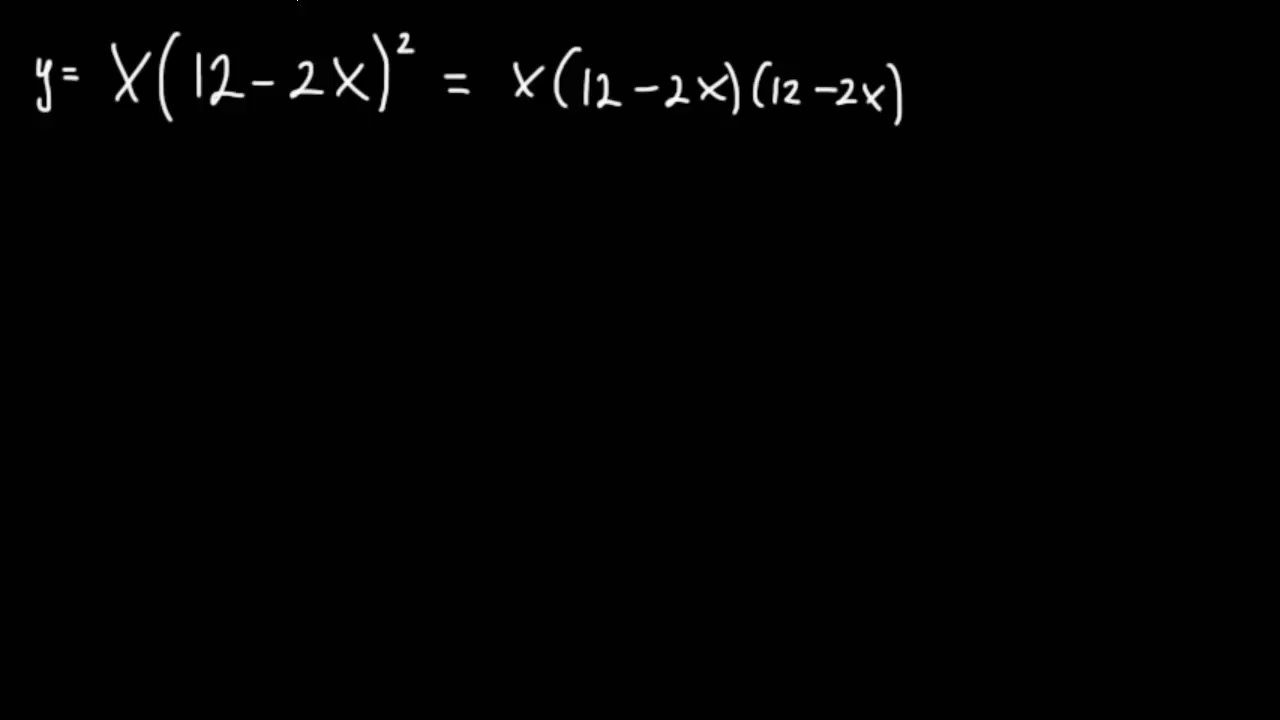 y = x(12 - 2x)² = x(12 - 2x)(12 - 2x)